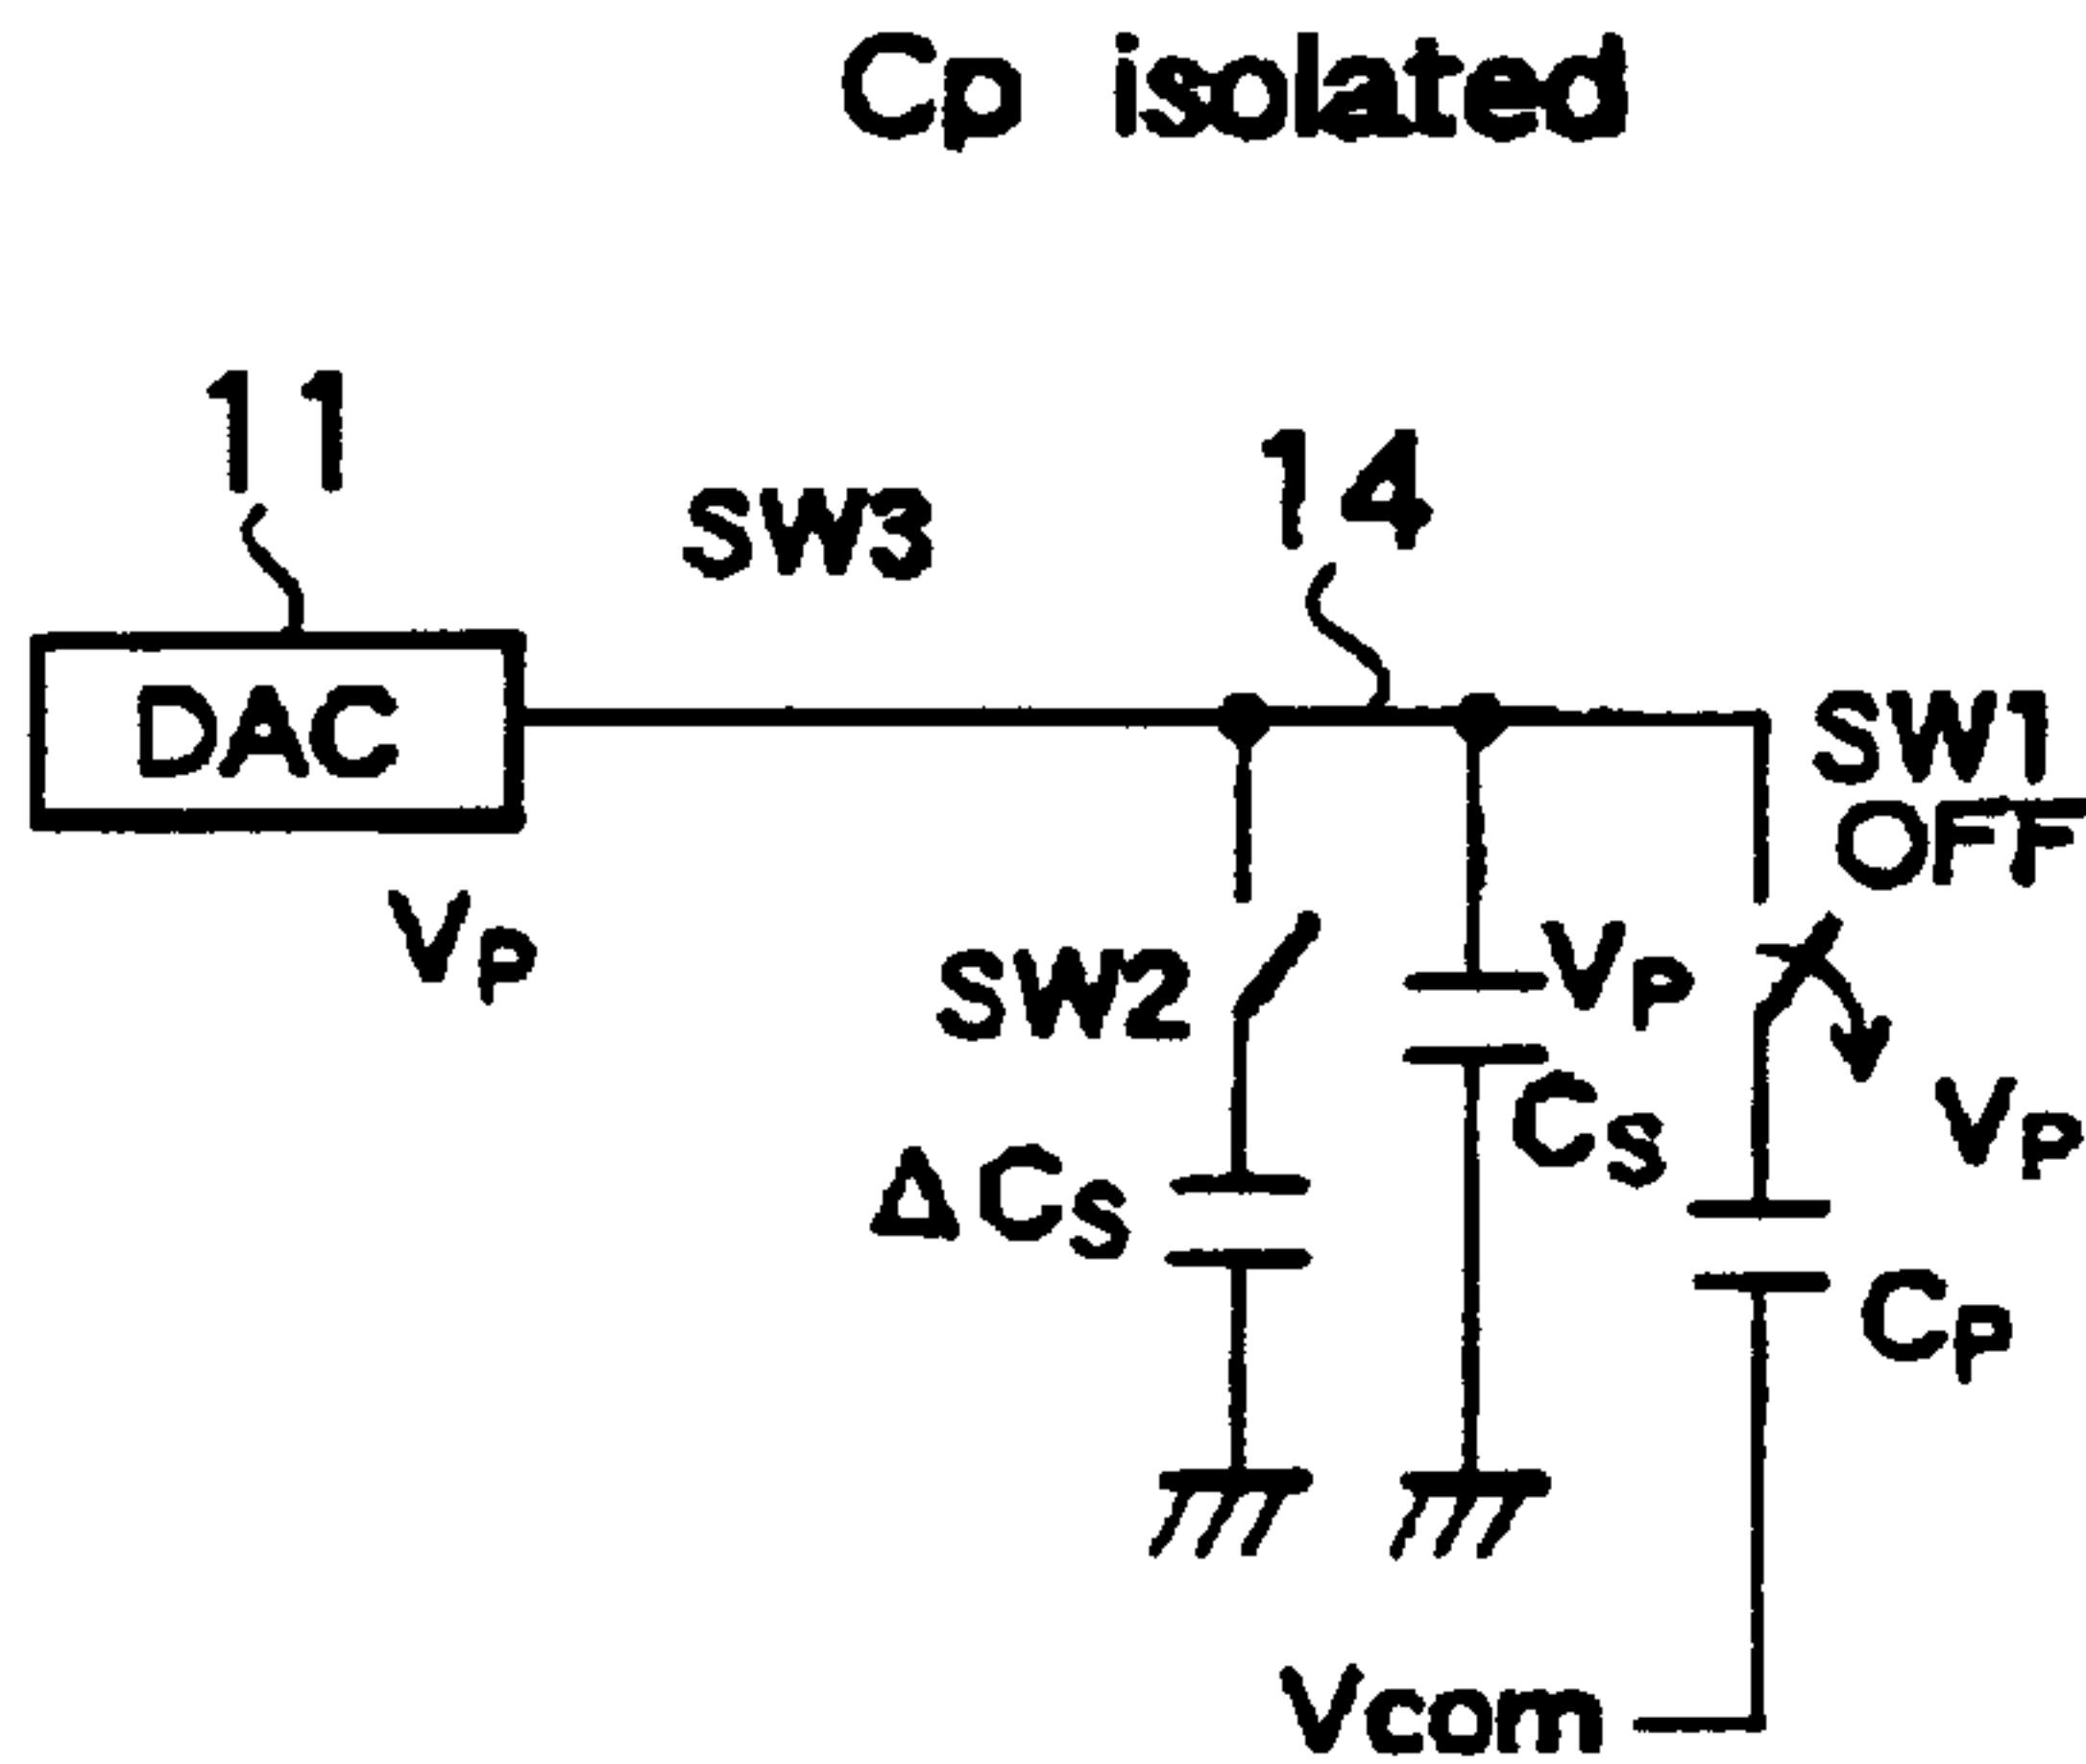 Cp isolated
11
14
SW3
DAC
SW1
OFF
VP
SW2
VP
CS
VP
ΔCS
CP
Vcom